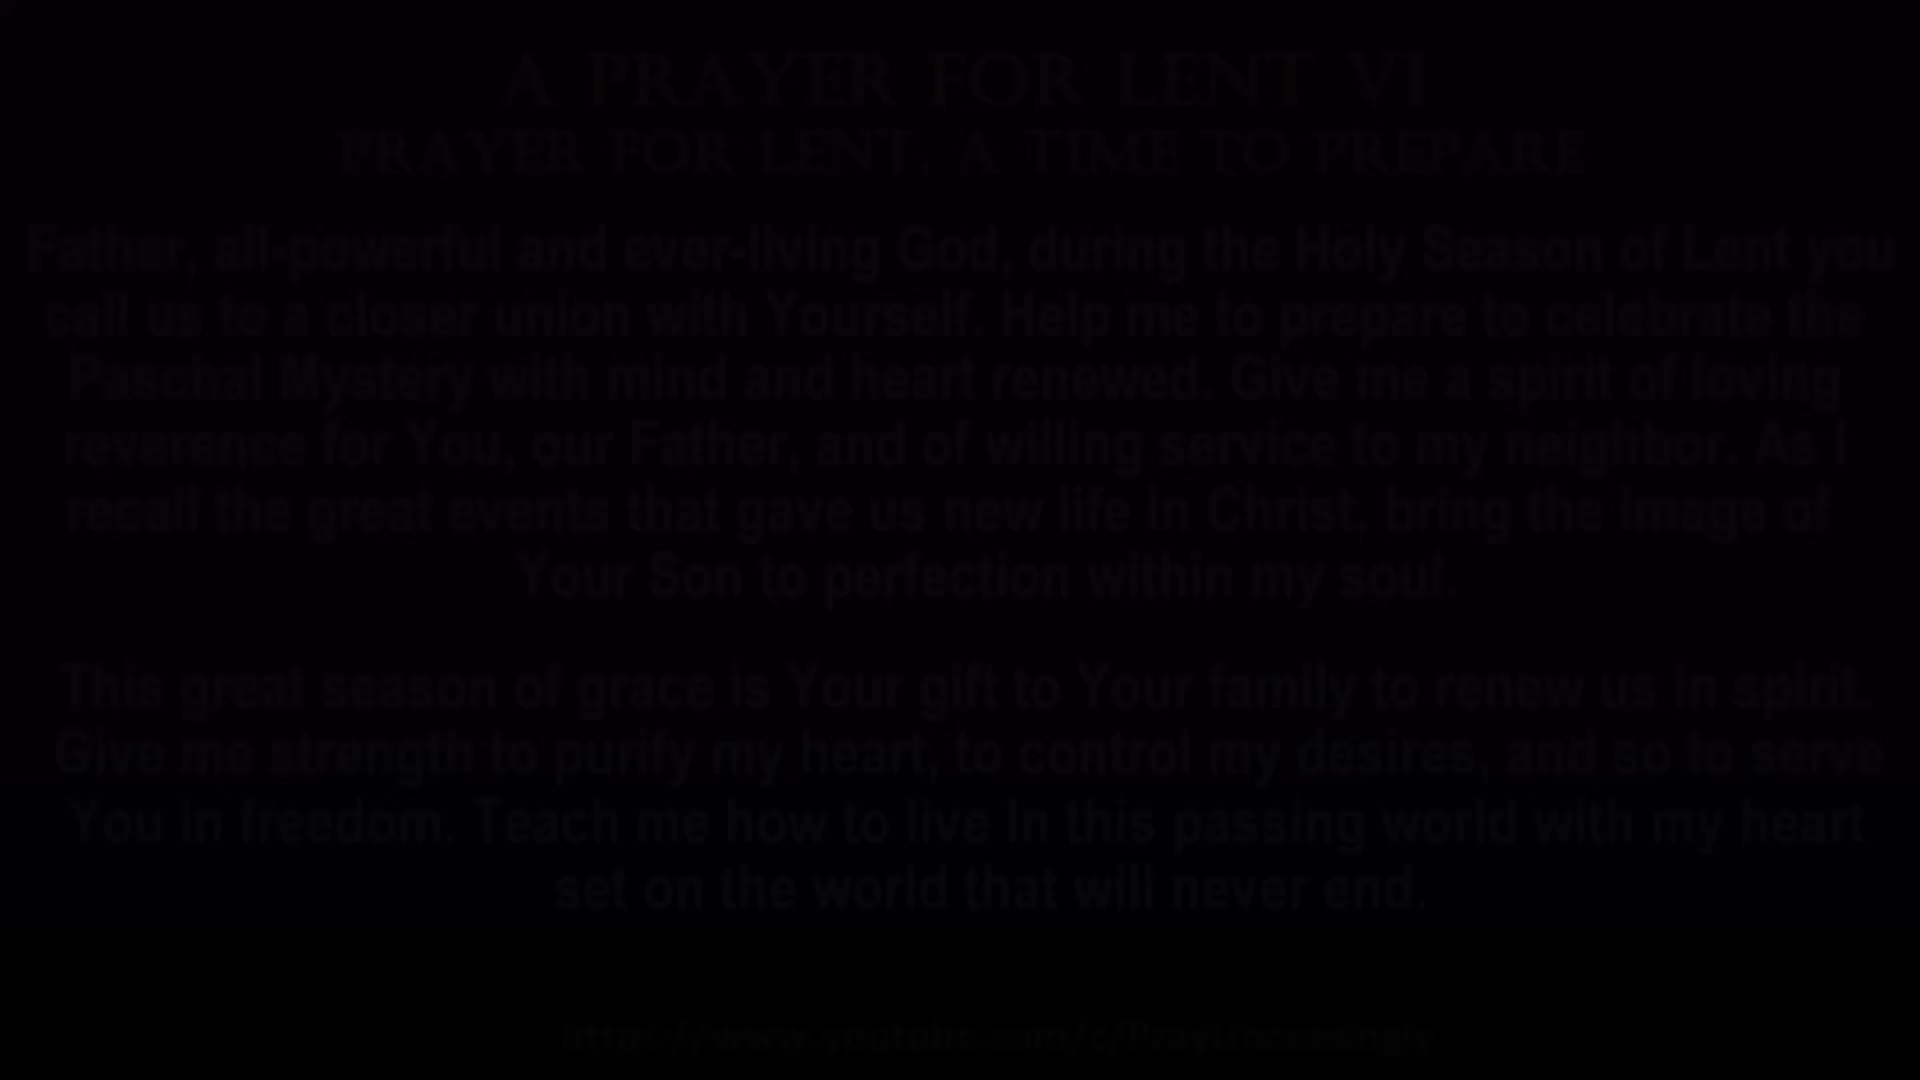 A PRAYER FOR LENT VI
PRAYER FOR LENT, A TIME TO PREPARE
Father, all-powerful and ever-living God, during the Holy Season of Lent you
call us to a closer union with Yourself. Help me to prepare to celebrate the
Paschal Mystery with mind and heart renewed. Give me a spirit of loving
reverence for You, our Father, and of willing service to my neighbor. As I
recall the great events that gave us new life in Christ, bring the image of
Your Son to perfection within my soul.
This great season of grace is Your gift to Your family to renew us in spirit.
Give me strength to purify my heart, to control my desires, and so to serve
You in freedom. Teach me how to live in this passing world with my heart
set on the world that will never end.